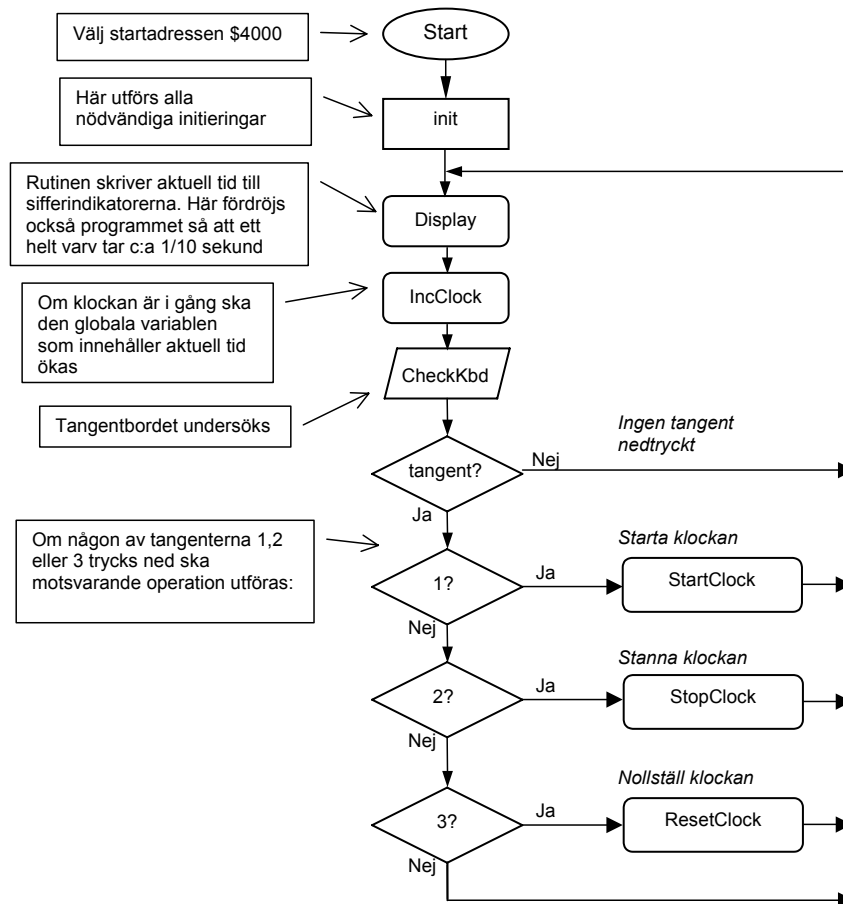 Välj startadressen $4000
Start
Här utförs alla
nödvändiga initieringar
init
Rutinen skriver aktuell tid till
sifferindikatorerna. Här fördröjs
också programmet så att ett
helt varv tar c:a 1/10 sekund
Display
Om klockan är i gång ska
den globala variablen
som innehåller aktuell tid
ökas
IncClock
CheckKbd
Tangentbordet undersöks
Ingen tangent
nedtryckt
tangent?
Nej
Ja
Om någon av tangenterna 1,2
eller 3 trycks ned ska
motsvarande operation utföras:
Starta klockan
1?
Ja
StartClock
Nej
Stanna klockan
2?
Ja
StopClock
Nej
Nollställ klockan
3?
Ja
ResetClock
Nej